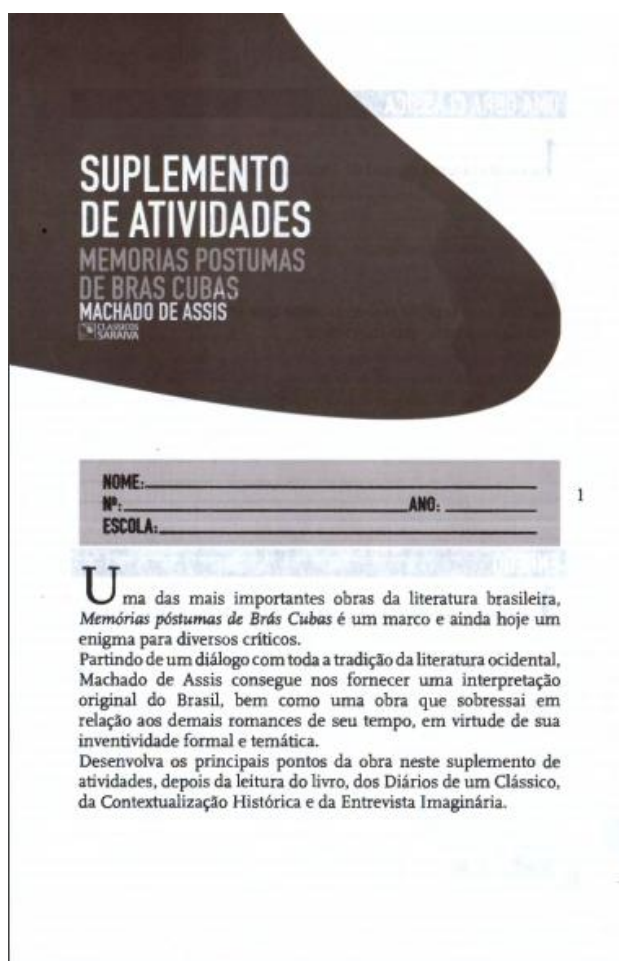 SUPLEMENTO
DE ATIVIDADES
MEMORIAS POSTUMAS
DE BRAS CUBAS
MACHADO DE ASSIS
CLÁSSICOS
SARAIVA
NOME:
Nº: ANO:
ESCOLA:
1
Uma das mais importantes obras da literatura brasileira,
Memórias póstumas de Brás Cubas é um marco e ainda hoje um
enigma para diversos críticos.
Partindo de um diálogo com toda a tradição da literatura ocidental,
Machado de Assis consegue nos fornecer uma interpretação
original do Brasil, bem como uma obra que sobressai em
relação aos demais romances de seu tempo, em virtude de sua
inventividade formal e temática.
Desenvolva os principais pontos da obra neste suplemento de
atividades, depois da leitura do livro, dos Diários de um Clássico,
da Contextualização Histórica e da Entrevista Imaginária.